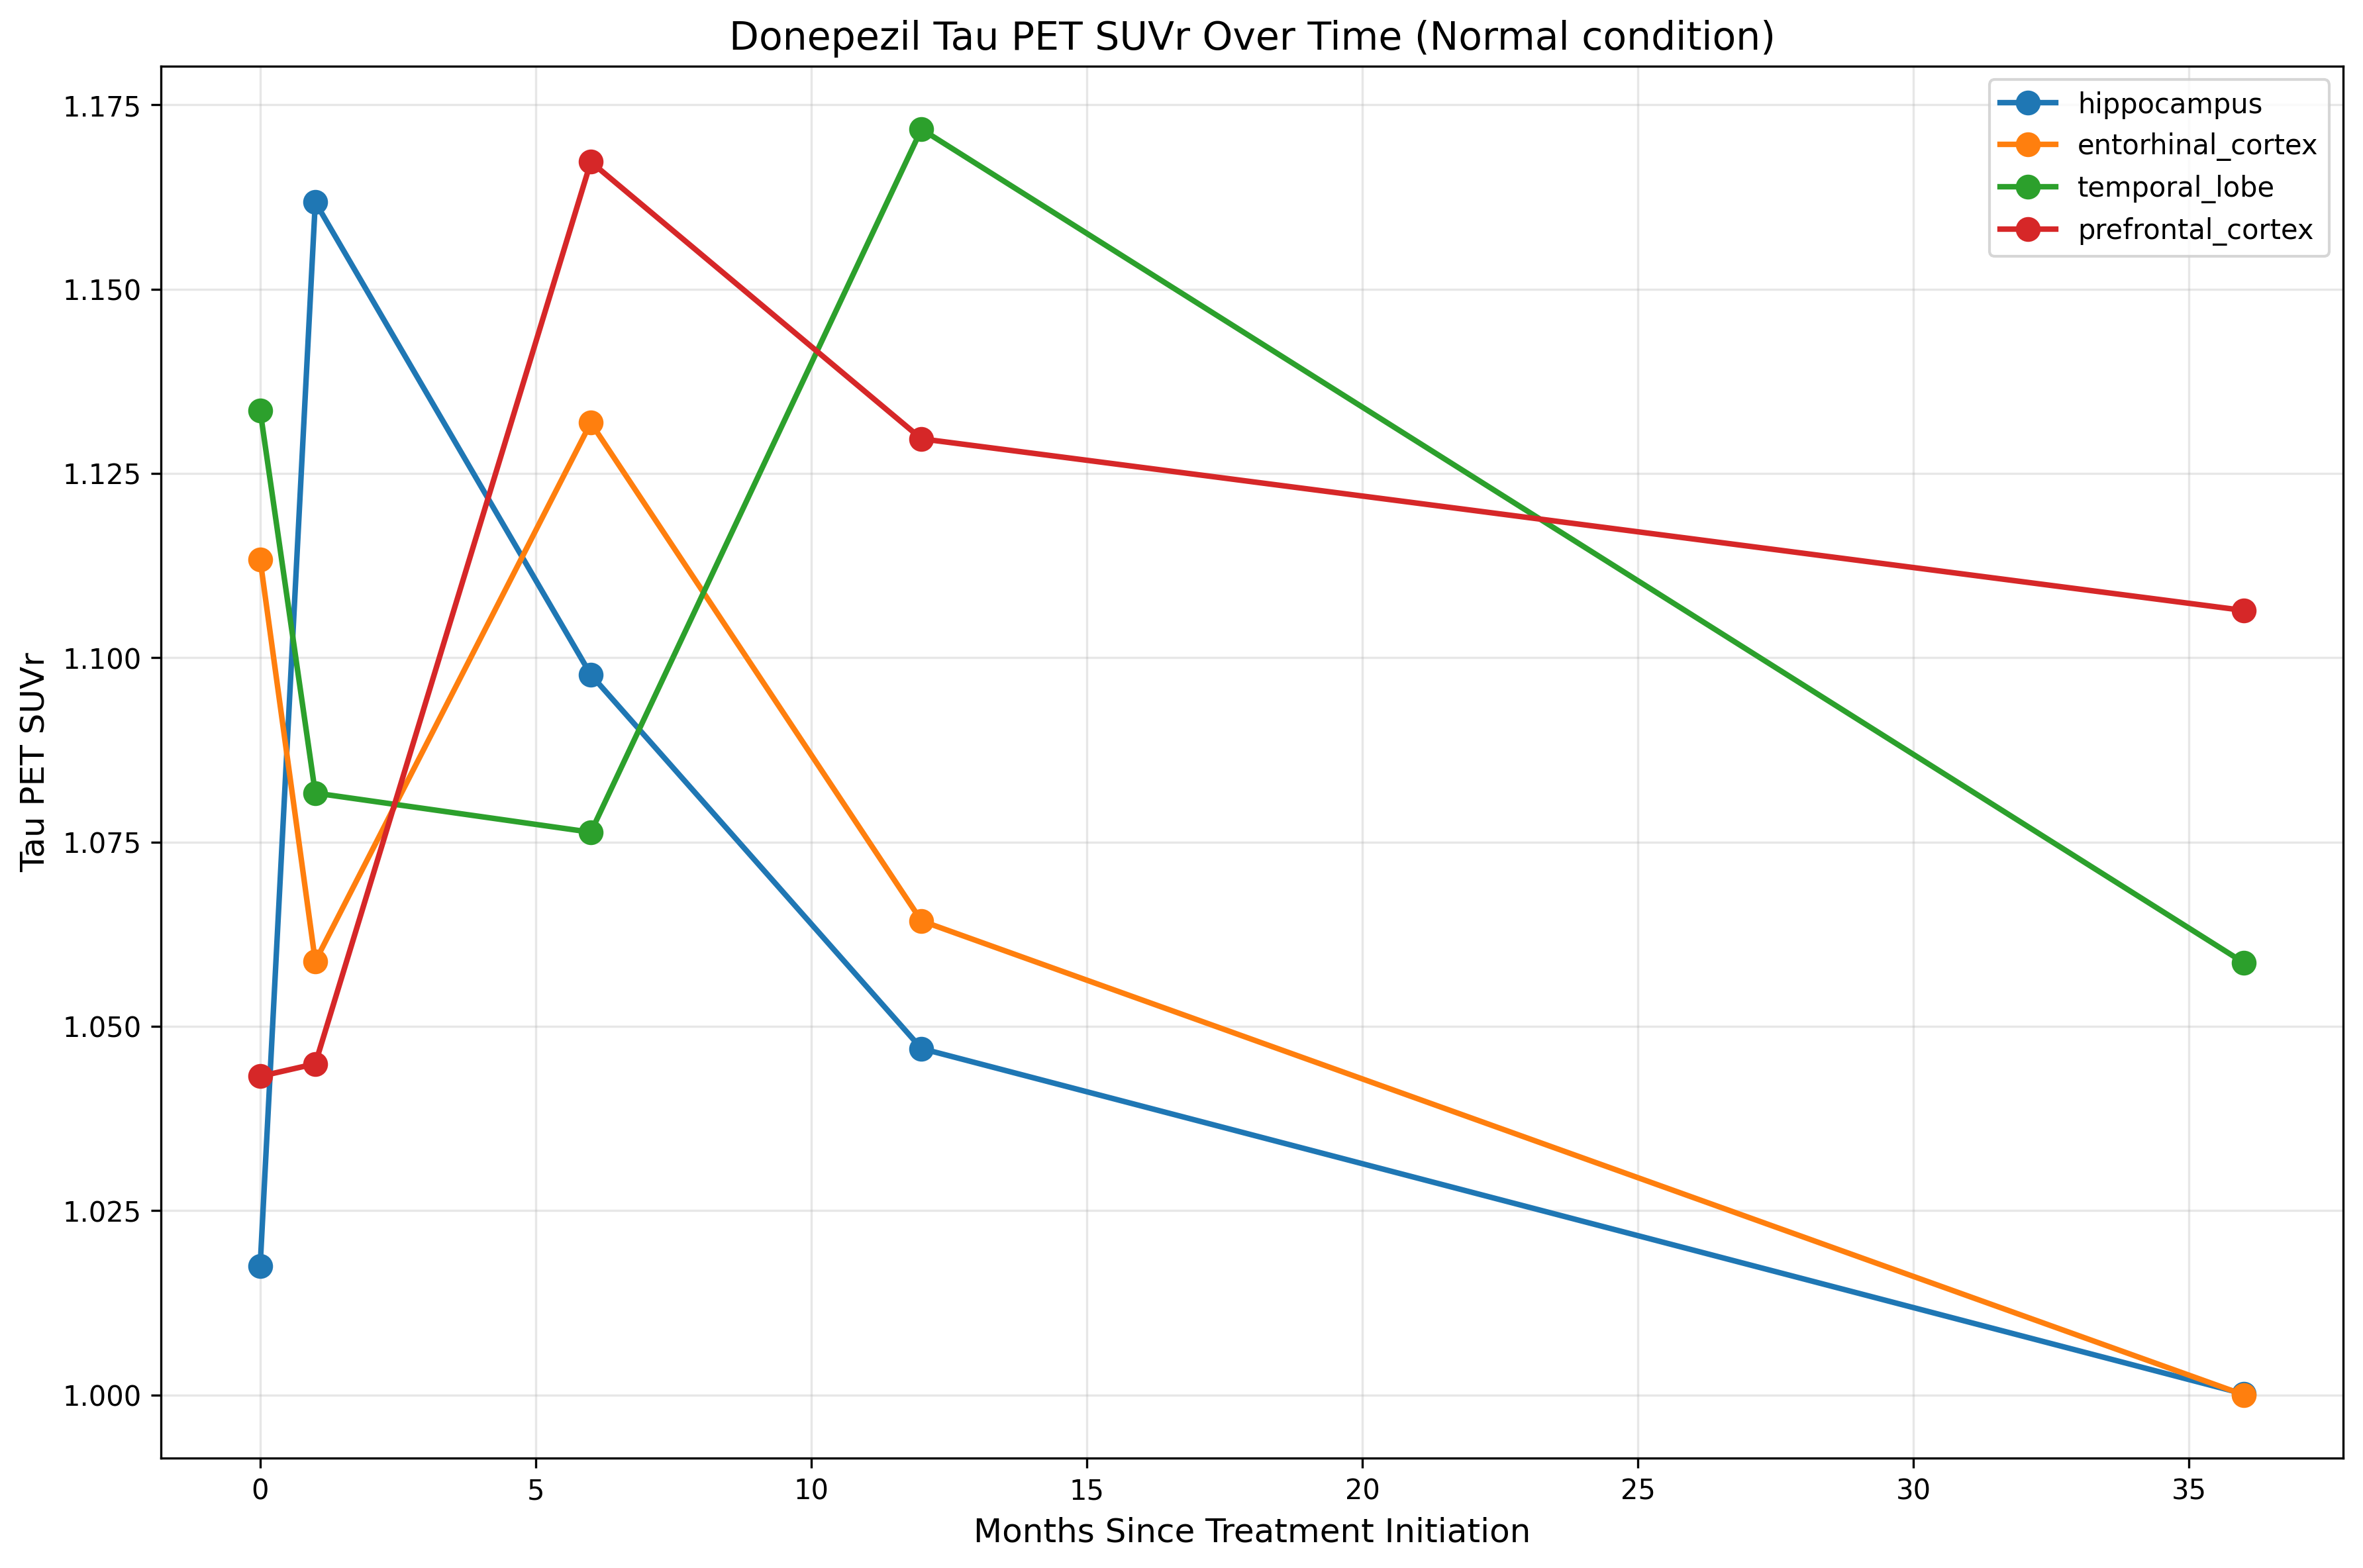 Donepezil Tau PET SUVr Over Time (Normal condition)
hippocampus
entorhinal_cortex
temporal_lobe
prefrontal_cortex
Tau PET SUVr
1.175
1.150
1.125
1.100
1.075
1.050
1.025
1.000
0 5 10 15 20 25 30 35
Months Since Treatment Initiation